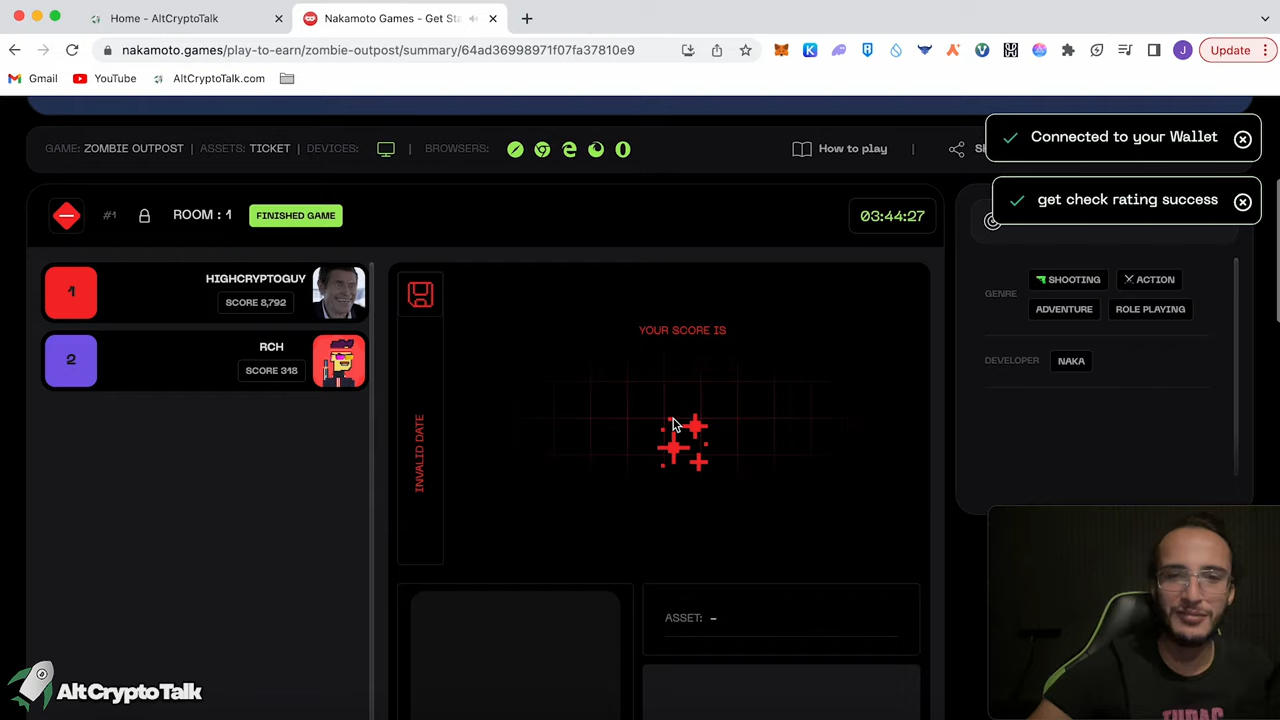 Home - AltCryptoTalk
Nakamoto Games - Get Sta
nakamoto.games/play-to-earn/zombie-outpost/summary/64ad36998971f07fa37810e9
J
Update
Gmail
YouTube
AltCryptoTalk.com
GAME: ZOMBIE OUTPOST | ASSETS: TICKET | DEVICES: | BROWSERS:
How to play
Connected to your Wallet
get check rating success
#1
ROOM : 1
FINISHED GAME
03:44:27
1
HIGHCRYPTOGUY
SCORE 8,792
2
RCH
SCORE 318
YOUR SCORE IS
INVALID DATE
ASSET: –
GENRE
SHOOTING
ACTION
ADVENTURE
ROLE PLAYING
DEVELOPER
NAKA
AltCryptoTalk